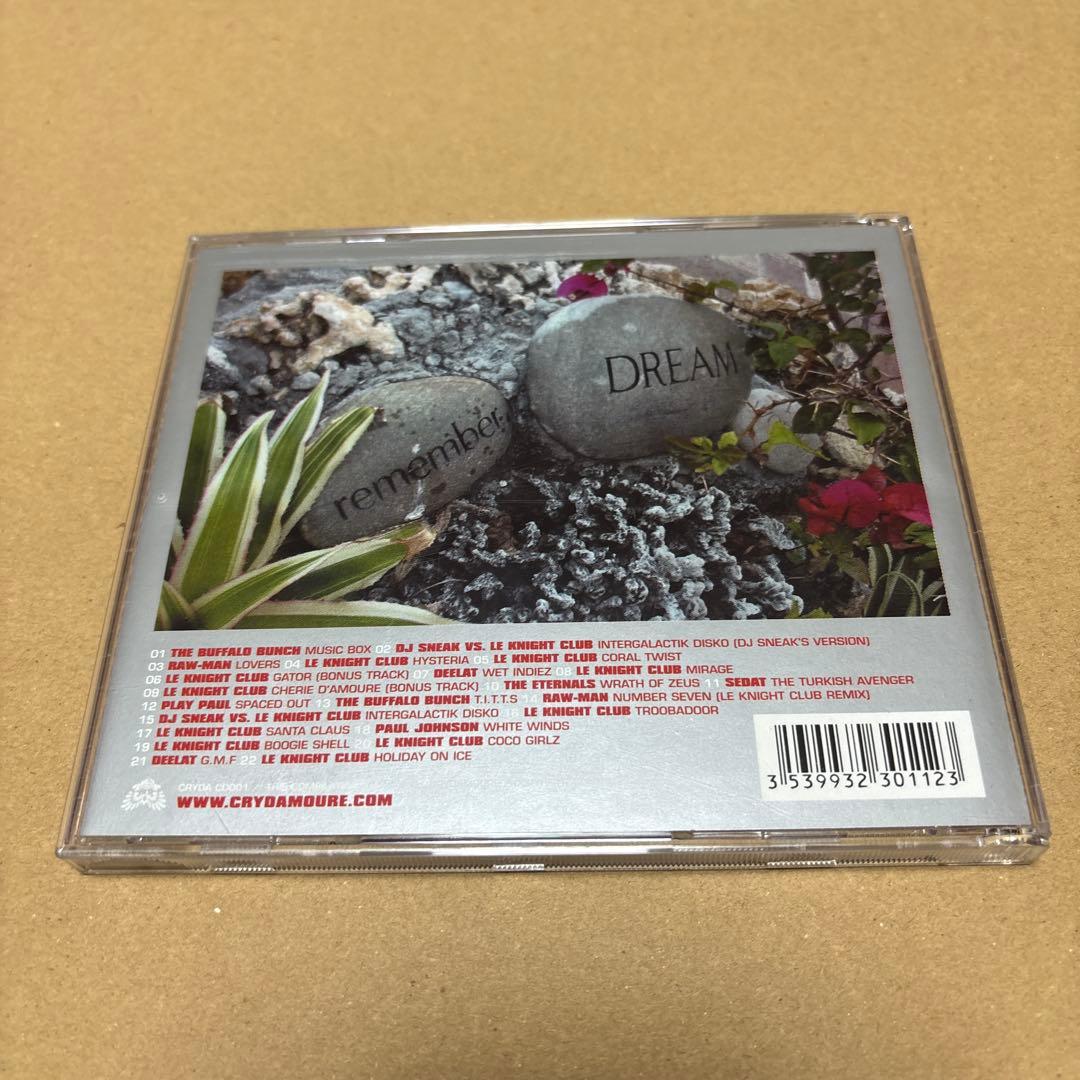 DREAM
remember
01 THE BUFFALO BUNCH MUSIC BOX 02 DJ SNEAK VS. LE KNIGHT CLUB INTERGALACTIK DISKO (DJ SNEAK'S VERSION)
03 RAW-MAN LOVERS 04 LE KNIGHT CLUB HYSTERIA 05 LE KNIGHT CLUB CORAL TWIST
06 LE KNIGHT CLUB GATOR (BONUS TRACK) 07 DEELAT WET INDIEZ 08 LE KNIGHT CLUB MIRAGE
09 LE KNIGHT CLUB CHERIE D'AMOURE (BONUS TRACK) 10 THE ETERNALS WRATH OF ZEUS 11 SEDAT THE TURKISH AVENGER
12 PLAY PAUL SPACED OUT 13 THE BUFFALO BUNCH T.I.T.T.S 14 RAW-MAN NUMBER SEVEN (LE KNIGHT CLUB REMIX)
15 DJ SNEAK VS. LE KNIGHT CLUB INTERGALACTIK DISKO 16 LE KNIGHT CLUB TROOBADOOR
17 LE KNIGHT CLUB SANTA CLAUS 18 PAUL JOHNSON WHITE WINDS
19 LE KNIGHT CLUB BOOGIE SHELL 20 LE KNIGHT CLUB COCO GIRLZ
21 DEELAT G.M.F 22 LE KNIGHT CLUB HOLIDAY ON ICE
CRYDA CD001
WWW.CRYDAMOURE.COM
3 539932 301123